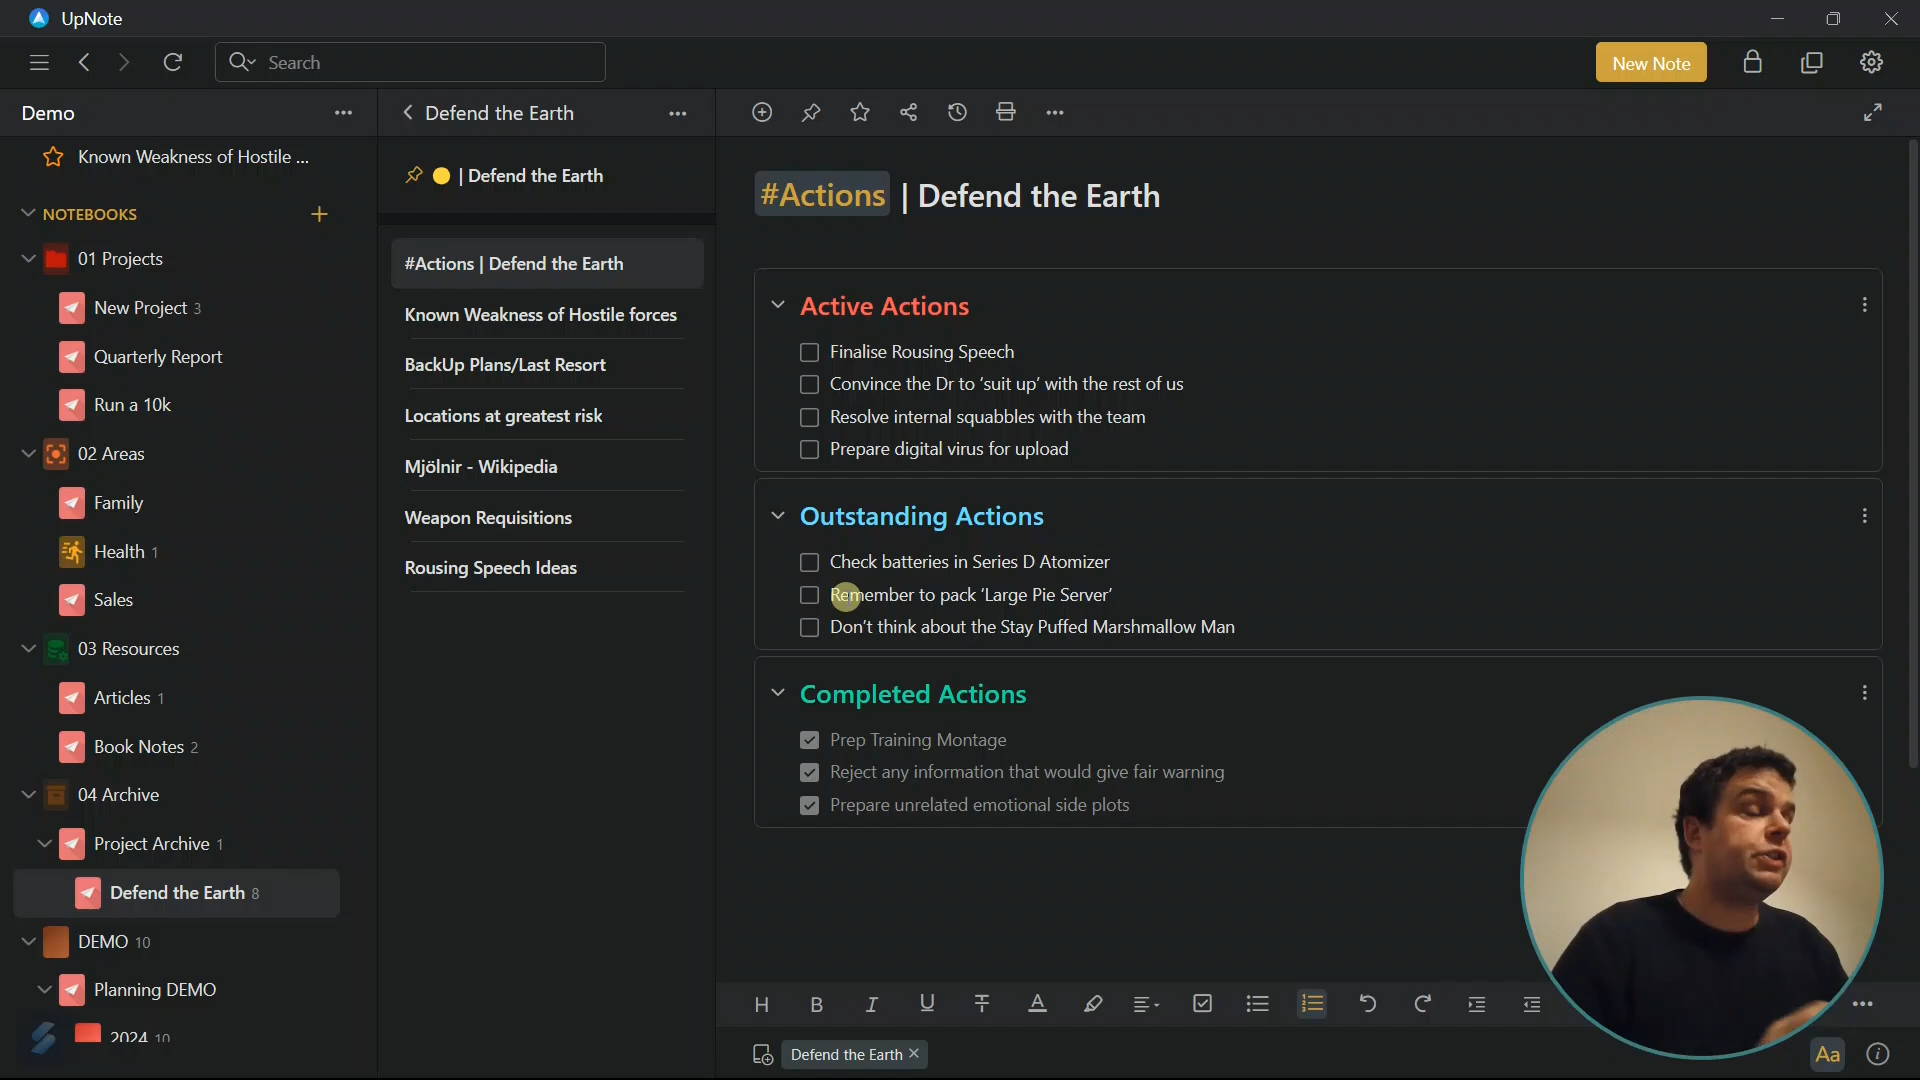 UpNote
Search
New Note
Demo
Known Weakness of Hostile ...
NOTEBOOKS
01 Projects
New Project 3
Quarterly Report
Run a 10k
02 Areas
Family
Health 1
Sales
03 Resources
Articles 1
Book Notes 2
04 Archive
Project Archive 1
Defend the Earth 8
DEMO 10
Planning DEMO
2024 10
Defend the Earth
| Defend the Earth
#Actions | Defend the Earth
Known Weakness of Hostile forces
BackUp Plans/Last Resort
Locations at greatest risk
Mjölnir - Wikipedia
Weapon Requisitions
Rousing Speech Ideas
#Actions | Defend the Earth
Active Actions
Finalise Rousing Speech
Convince the Dr to ‘suit up’ with the rest of us
Resolve internal squabbles with the team
Prepare digital virus for upload
Outstanding Actions
Check batteries in Series D Atomizer
Remember to pack ‘Large Pie Server’
Don’t think about the Stay Puffed Marshmallow Man
Completed Actions
Prep Training Montage
Reject any information that would give fair warning
Prepare unrelated emotional side plots
H B I U T A
Defend the Earth
Aa